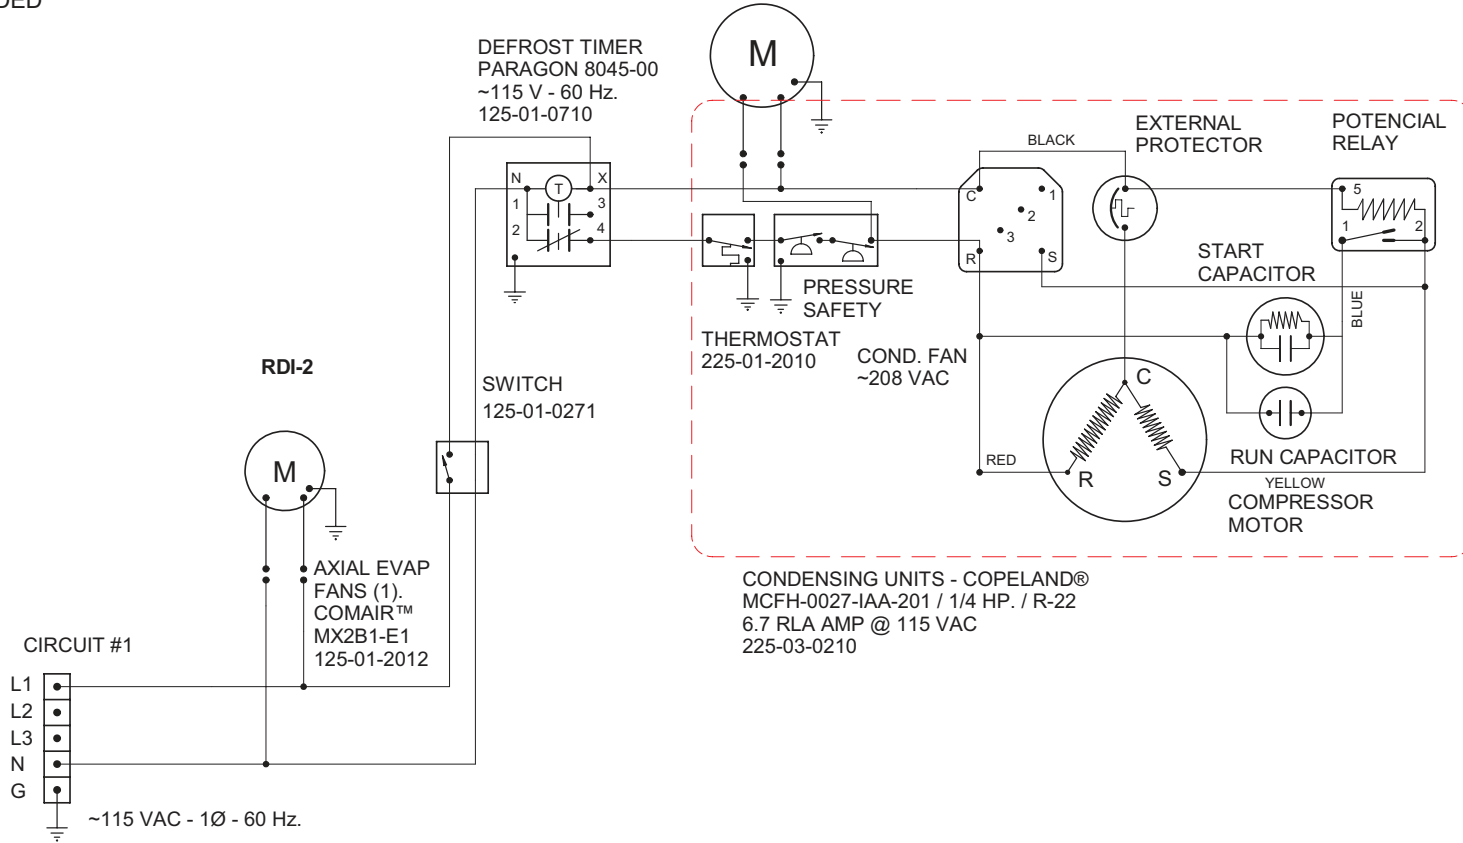 DEFROST TIMER
PARAGON 8045-00
~115 V - 60 Hz.
125-01-0710
M
N
X
T
1
3
2
4
BLACK
EXTERNAL
PROTECTOR
POTENCIAL
RELAY
C
1
2
3
R
S
5
1
2
START
CAPACITOR
BLUE
PRESSURE
SAFETY
THERMOSTAT
225-01-2010
COND. FAN
~208 VAC
RDI-2
SWITCH
125-01-0271
M
C
R
S
RED
RUN CAPACITOR
YELLOW
COMPRESSOR
MOTOR
AXIAL EVAP
FANS (1).
COMAIR™
MX2B1-E1
125-01-2012
CONDENSING UNITS - COPELAND®
MCFH-0027-IAA-201 / 1/4 HP. / R-22
6.7 RLA AMP @ 115 VAC
225-03-0210
CIRCUIT #1
L1
L2
L3
N
G
~115 VAC - 1Ø - 60 Hz.